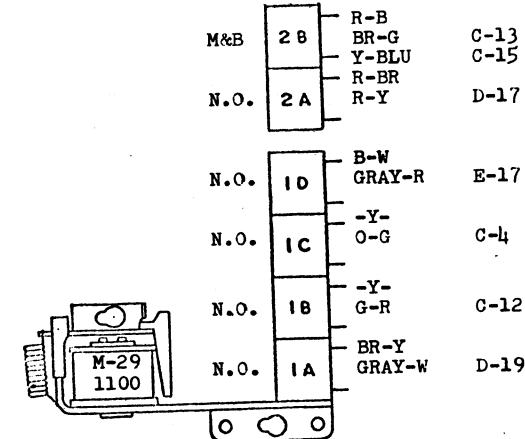 R-B
M&B 2B BR-G C-13
Y-BLU C-15
R-BR
N.O. 2A R-Y D-17
B-W
N.O. 1D GRAY-R E-17
-Y-
N.O. 1C O-G C-4
-Y-
N.O. 1B G-R C-12
BR-Y
M-29 N.O. 1A GRAY-W D-19
1100